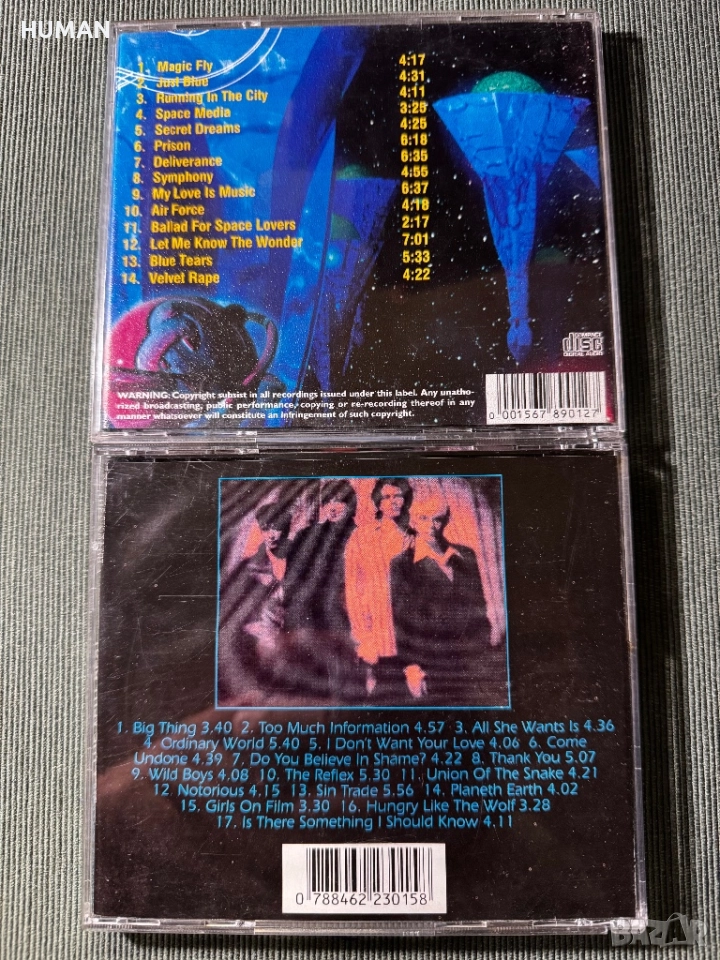 HUMAN
1. Magic Fly 4:17
2. Just Blue 4:31
3. Running In The City 4:11
4. Space Media 3:28
5. Secret Dreams 4:25
6. Prison 6:18
7. Deliverance 6:35
8. Symphony 4:55
9. My Love Is Music 6:37
10. Air Force 4:18
11. Ballad For Space Lovers 2:17
12. Let Me Know The Wonder 7:01
13. Blue Tears 5:33
14. Velvet Rape 4:22
COMPACT
disc
DIGITAL AUDIO
WARNING: Copyright subsist in all recordings issued under this label. Any unatho-
rized broadcasting, public performance, copying or re-recording thereof in any
manner whatsoever will constitute an infringement of such copyright.
0 001567 890127
1. Big Thing 3.40 2. Too Much Information 4.57 3. All She Wants Is 4.36
4. Ordinary World 5.40 5. I Don't Want Your Love 4.06 6. Come
Undone 4.39 7. Do You Believe In Shame? 4.22 8. Thank You 5.07
9. Wild Boys 4.08 10. The Reflex 5.30 11. Union Of The Snake 4.21
12. Notorious 4.15 13. Sin Trade 5.56 14. Planeth Earth 4.02
15. Girls On Film 3.30 16. Hungry Like The Wolf 3.28
17. Is There Something I Should Know 4.11
0 788462 230158
BAZAR